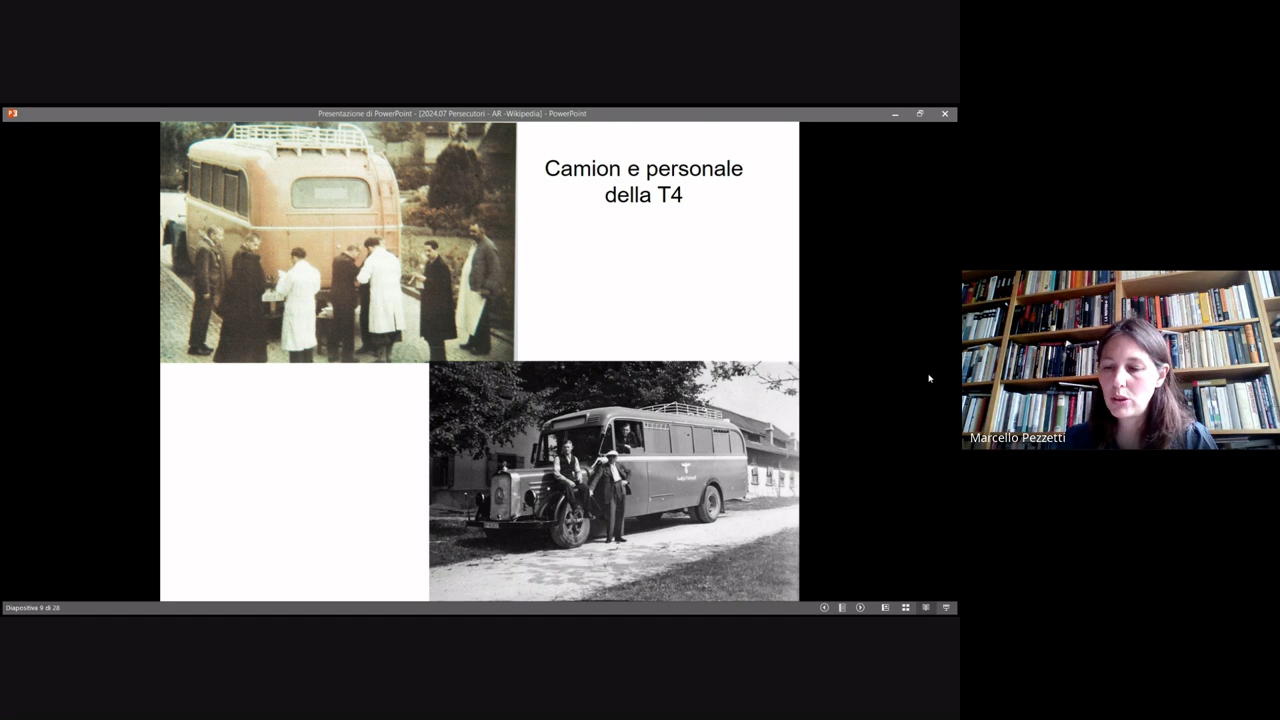 Presentazione di PowerPoint - [2024.07 Persecutori - AR -Wikipedia] - PowerPoint
Camion e personale
della T4
Marcello Pezzetti
Diapositiva 9 di 28